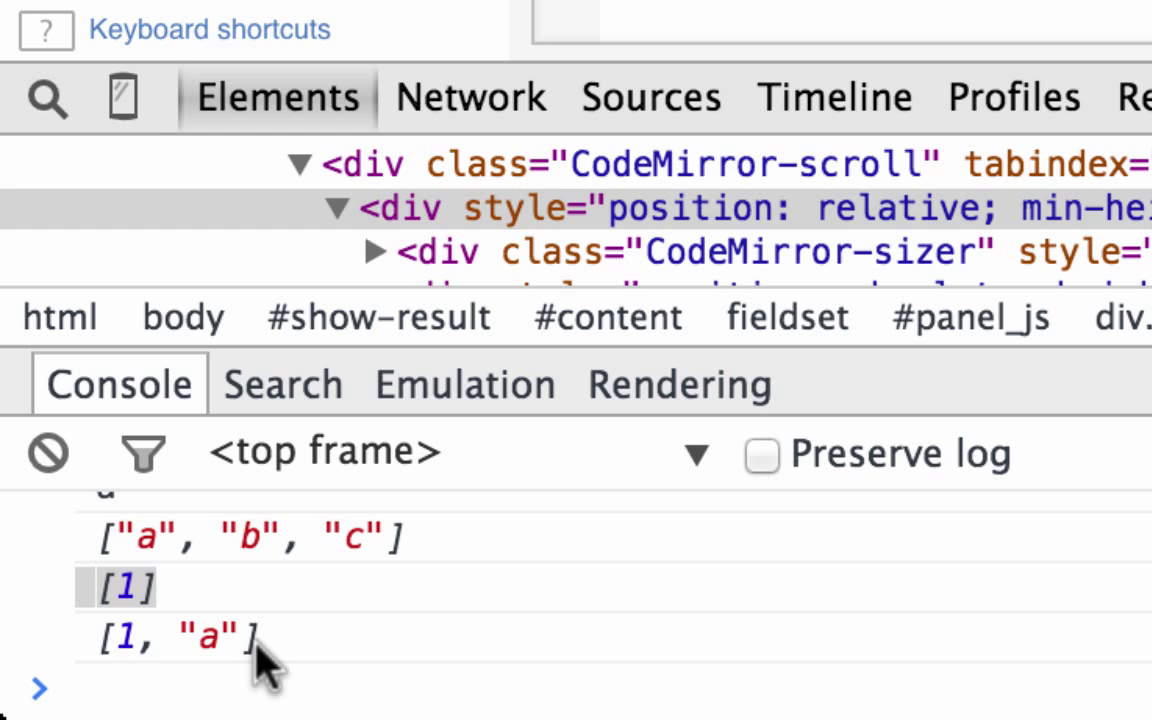 ? Keyboard shortcuts
Elements Network Sources Timeline Profiles
<div class="CodeMirror-scroll" tabindex="
<div style="position: relative; min-hei
<div class="CodeMirror-sizer" style="
html body #show-result #content fieldset #panel_js div.
Console Search Emulation Rendering
<top frame> Preserve log
["a", "b", "c"]
[1]
[1, "a"]